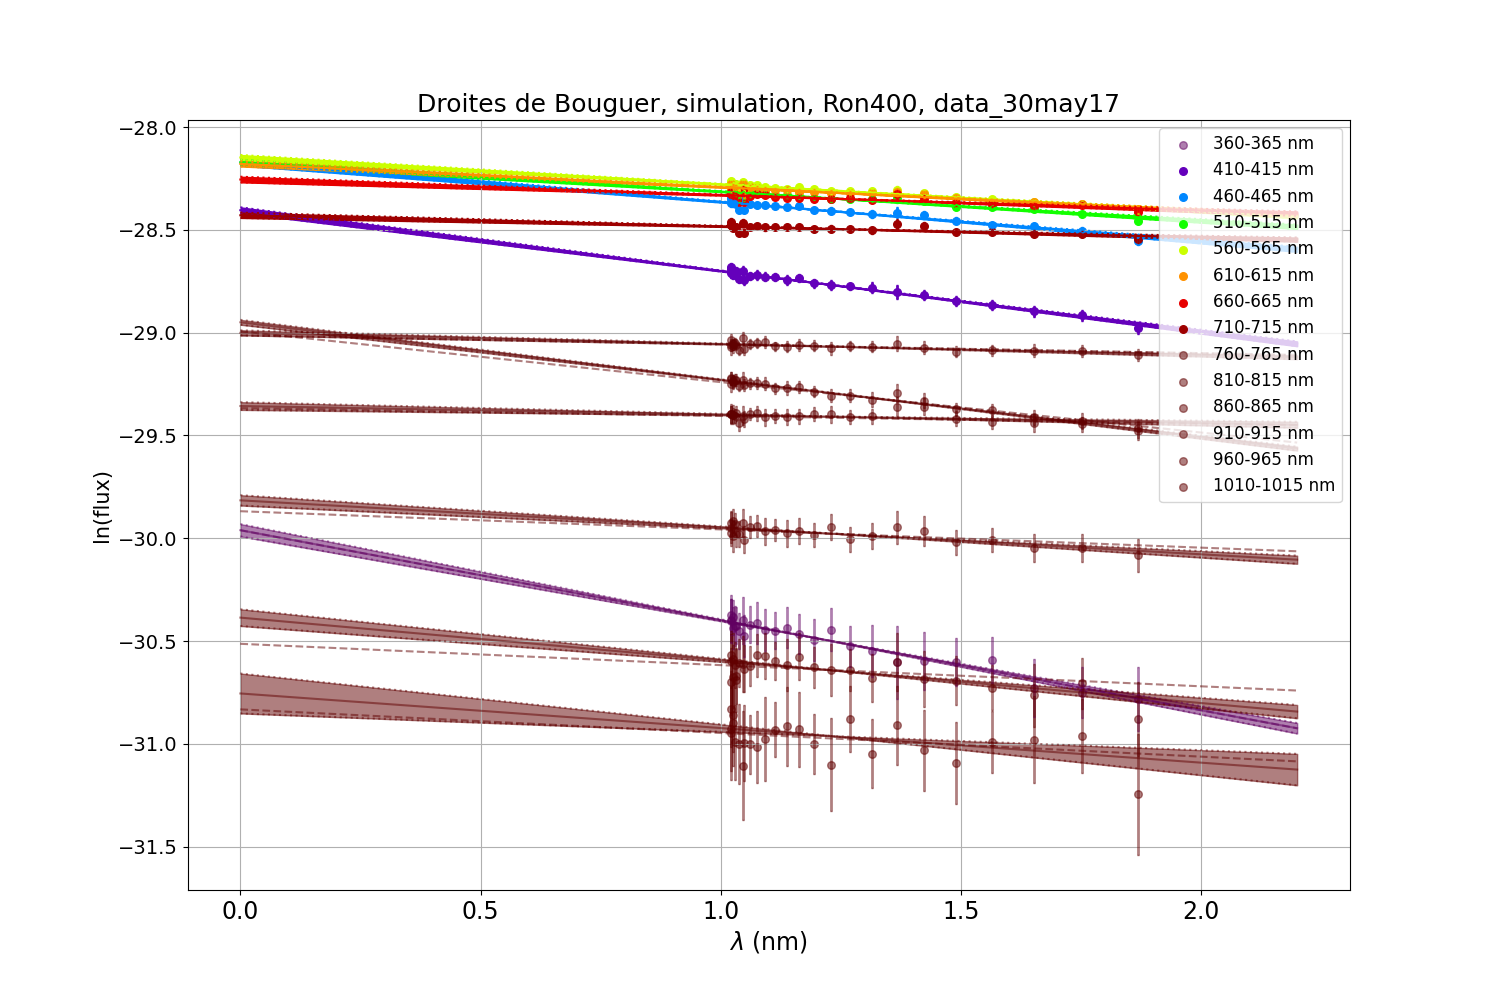 Droites de Bouguer, simulation, Ron400, data_30may17
ln(flux)
−28.0
−28.5
−29.0
−29.5
−30.0
−30.5
−31.0
−31.5
360-365 nm
410-415 nm
460-465 nm
510-515 nm
560-565 nm
610-615 nm
660-665 nm
710-715 nm
760-765 nm
810-815 nm
860-865 nm
910-915 nm
960-965 nm
1010-1015 nm
0.0 0.5 1.0 1.5 2.0
λ (nm)